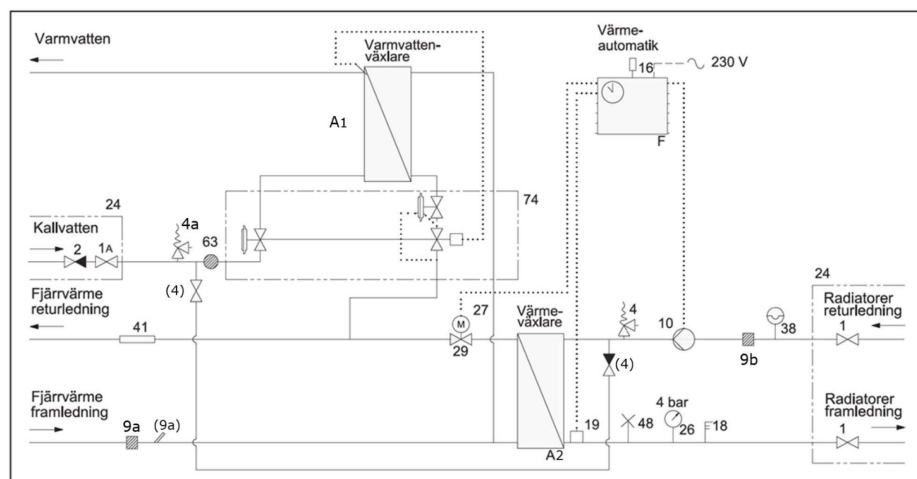 Varmvatten
Varmvatten-
växlare
Värme-
automatik
16
230 V
A1
F
24
74
4a
Kallvatten
63
2
1A
(4)
Fjärrvärme
returledning
41
27
M
29
Värme-
växlare
4
10
38
9b
24
Radiatorer
returledning
1
(4)
Fjärrvärme
framledning
9a
(9a)
A2
19
48
4 bar
26
18
Radiatorer
framledning
1